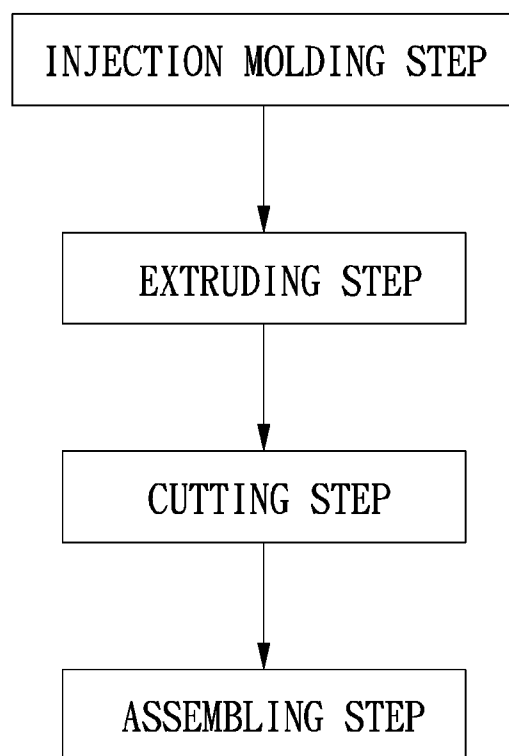 INJECTION MOLDING STEP
EXTRUDING STEP
CUTTING STEP
ASSEMBLING STEP